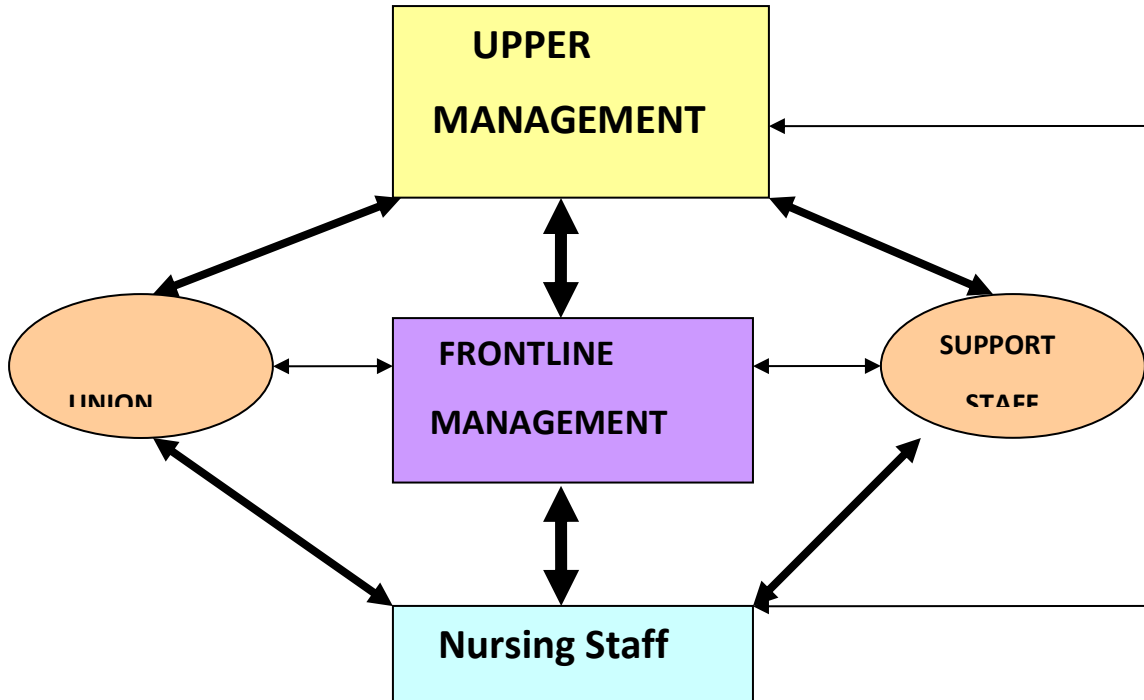 UPPER
MANAGEMENT
FRONTLINE
MANAGEMENT
SUPPORT
STAFF
UNION
Nursing Staff